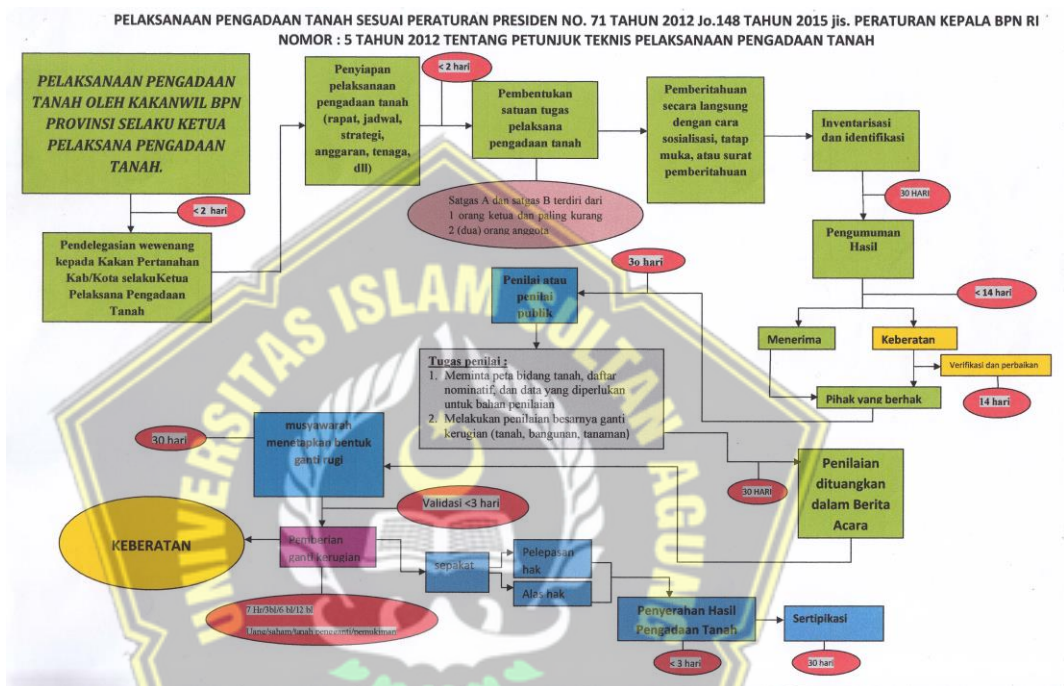 PELAKSANAAN PENGADAAN TANAH SESUAI PERATURAN PRESIDEN NO. 71 TAHUN 2012 Jo.148 TAHUN 2015 jis. PERATURAN KEPALA BPN RI
NOMOR : 5 TAHUN 2012 TENTANG PETUNJUK TEKNIS PELAKSANAAN PENGADAAN TANAH
PELAKSANAAN PENGADAAN
TANAH OLEH KAKANWIL BPN
PROVINSI SELAKU KETUA
PELAKSANA PENGADAAN
TANAH.
< 2 hari
Pendelegasian wewenang
kepada Kakan Pertanahan
Kab/Kota selakuKetua
Pelaksana Pengadaan
Tanah
Penyiapan
pelaksanaan
pengadaan tanah
(rapat, jadwal,
strategi,
anggaran, tenaga,
dll)
< 2 hari
Pembentukan
satuan tugas
pelaksana
pengadaan tanah
Satgas A dan satgas B terdiri dari
1 orang ketua dan paling kurang
2 (dua) orang anggota
Pemberitahuan
secara langsung
dengan cara
sosialisasi, tatap
muka, atau surat
pemberitahuan
Inventarisasi
dan identifikasi
30 HARI
Pengumuman
Hasil
< 14 hari
Menerima
Keberatan
Verifikasi dan perbaikan
14 hari
Pihak yang berhak
3o hari
Penilai atau
penilai
publik
Tugas penilai :
1. Meminta peta bidang tanah, daftar
nominatif, dan data yang diperlukan
untuk bahan penilaian
2. Melakukan penilaian besarnya ganti
kerugian (tanah, bangunan, tanaman)
30 HARI
Penilaian
dituangkan
dalam Berita
Acara
musyawarah
menetapkan bentuk
ganti rugi
30 hari
Validasi <3 hari
Pemberian
ganti kerugian
KEBERATAN
7 Hr/3bl/6 bl/12 bl
Uang/saham/tanah pengganti/pemukiman
sepakat
Pelepasan
hak
Alas hak
Penyerahan Hasil
Pengadaan Tanah
< 3 hari
Sertipikasi
30 hari
UNIVERSITAS ISLAM SULTAN AGUNG